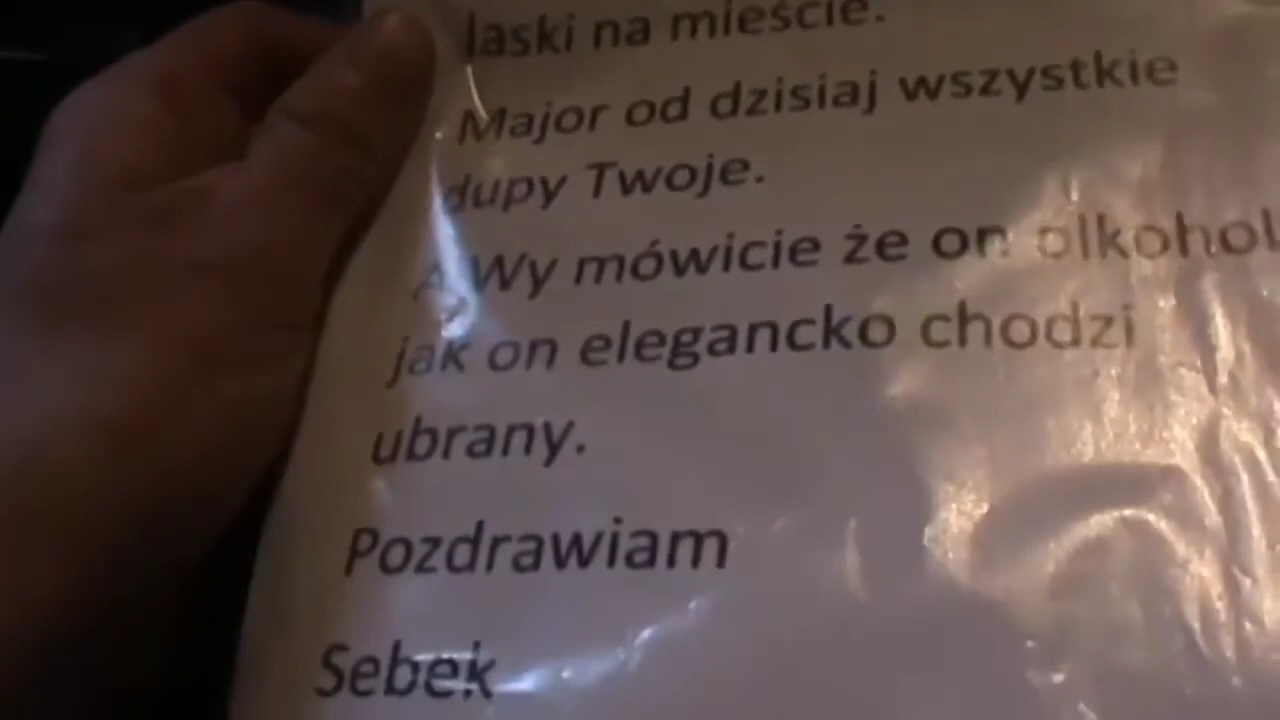 laski na mieście.
Major od dzisiaj wszystkie
dupy Twoje.
A Wy mówicie że on olkohol
jak on elegancko chodzi
ubrany.
Pozdrawiam
Sebek